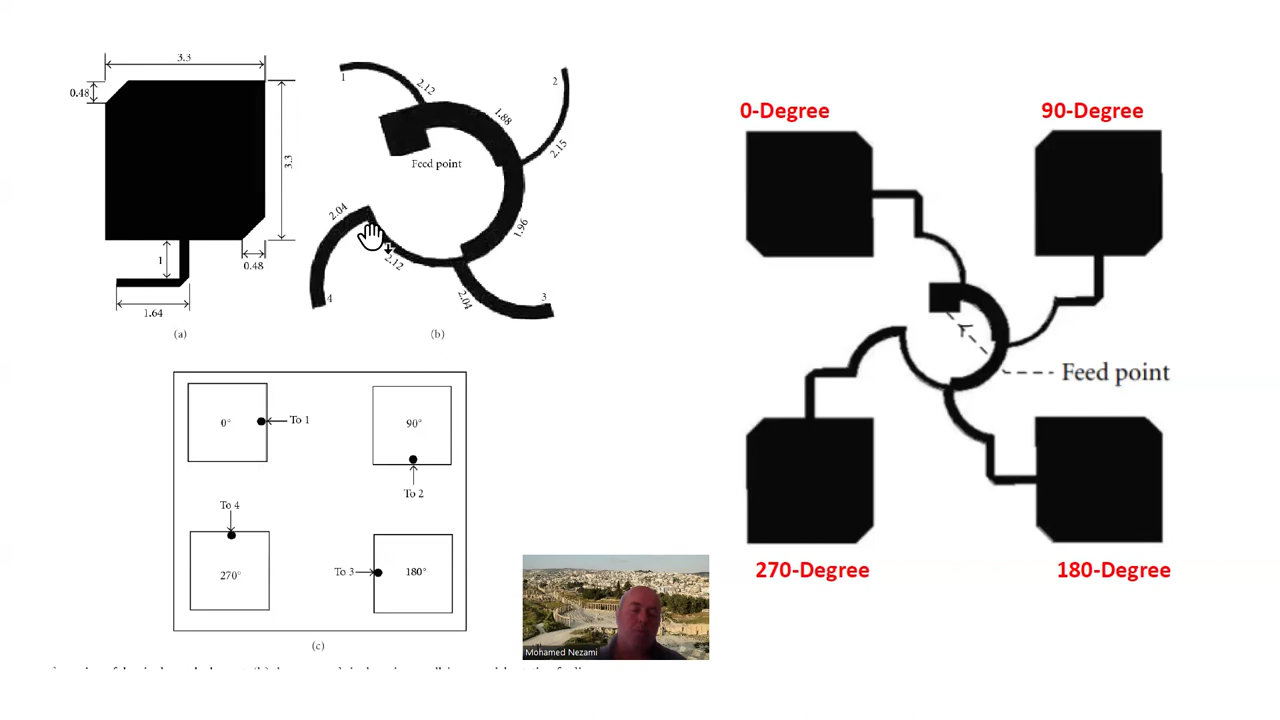 3.3
0.48
3.3
1
0.48
1.64
(a)
1
2.12
1.88
2
2.15
Feed point
2.04
1.96
2.12
2.04
3
4
(b)
0°
To 1
90°
To 2
To 4
270°
To 3
180°
(c)
0-Degree
90-Degree
Feed point
270-Degree
180-Degree
Mohamed Nezami